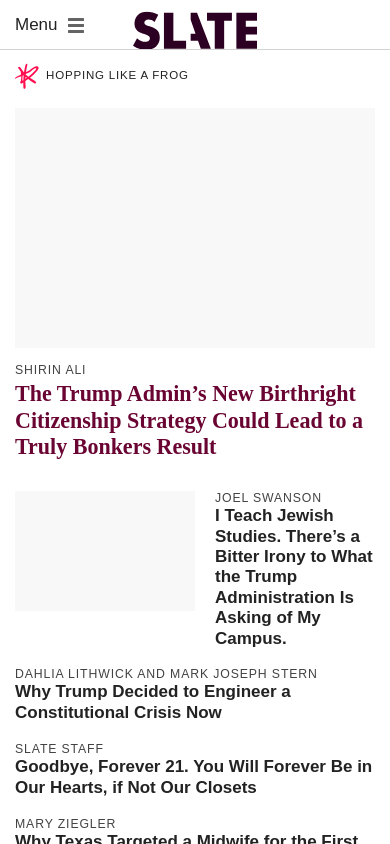 Menu
SLATE
HOPPING LIKE A FROG
SHIRIN ALI
The Trump Admin’s New Birthright
Citizenship Strategy Could Lead to a
Truly Bonkers Result
JOEL SWANSON
I Teach Jewish
Studies. There’s a
Bitter Irony to What
the Trump
Administration Is
Asking of My
Campus.
DAHLIA LITHWICK AND MARK JOSEPH STERN
Why Trump Decided to Engineer a
Constitutional Crisis Now
SLATE STAFF
Goodbye, Forever 21. You Will Forever Be in
Our Hearts, if Not Our Closets
MARY ZIEGLER
Why Texas Targeted a Midwife for the First